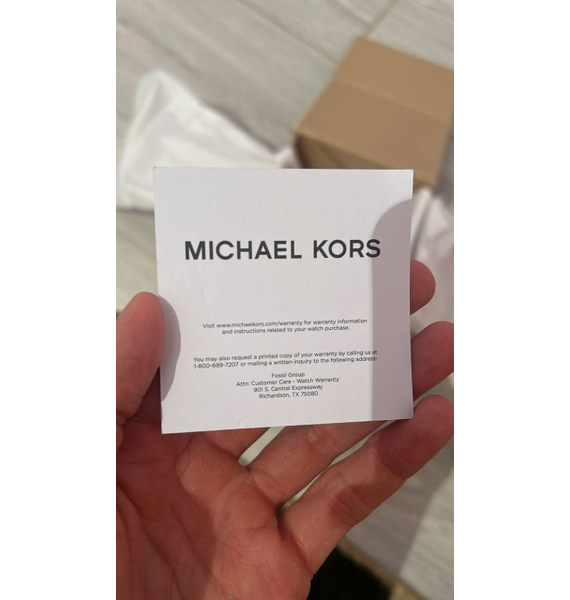 MICHAEL KORS
Visit www.michaelkors.com/warranty for warranty information
and instructions related to your watch purchase.
You may also request a printed copy of your warranty by calling us at
1-800-699-7207 or mailing a written inquiry to the following address:
Fossil Group
Attn: Customer Care - Watch Warranty
901 S. Central Expressway
Richardson, TX 75080